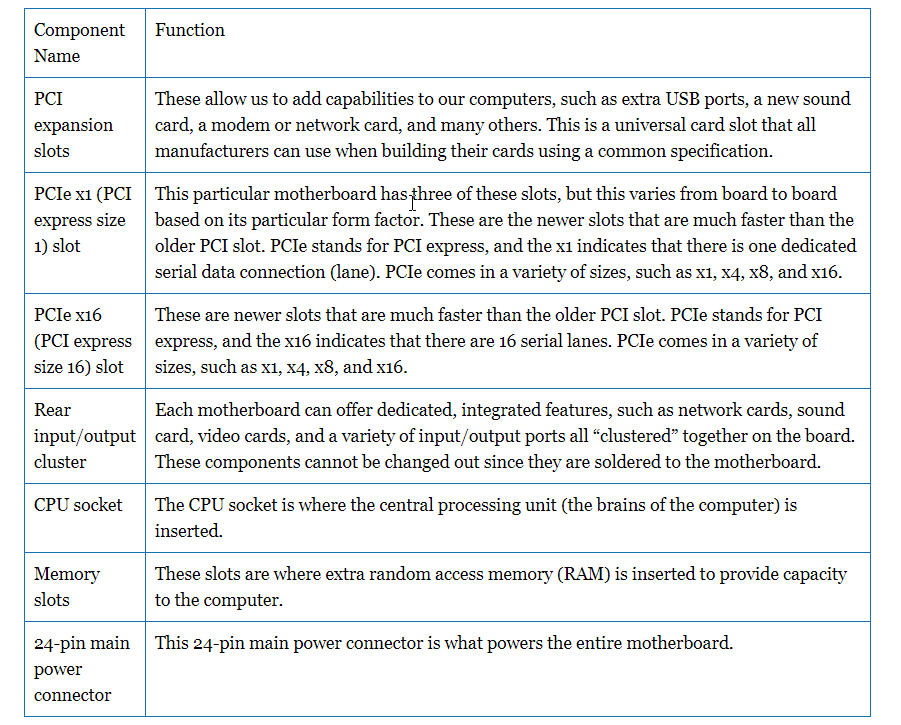 Component
Name
Function
PCI
expansion
slots
These allow us to add capabilities to our computers, such as extra USB ports, a new sound
card, a modem or network card, and many others. This is a universal card slot that all
manufacturers can use when building their cards using a common specification.
PCIe x1 (PCI
express size
1) slot
This particular motherboard has three of these slots, but this varies from board to board
based on its particular form factor. These are the newer slots that are much faster than the
older PCI slot. PCIe stands for PCI express, and the x1 indicates that there is one dedicated
serial data connection (lane). PCIe comes in a variety of sizes, such as x1, x4, x8, and x16.
PCIe x16
(PCI express
size 16) slot
These are newer slots that are much faster than the older PCI slot. PCIe stands for PCI
express, and the x16 indicates that there are 16 serial lanes. PCIe comes in a variety of
sizes, such as x1, x4, x8, and x16.
Rear
input/output
cluster
Each motherboard can offer dedicated, integrated features, such as network cards, sound
card, video cards, and a variety of input/output ports all “clustered” together on the board.
These components cannot be changed out since they are soldered to the motherboard.
CPU socket
The CPU socket is where the central processing unit (the brains of the computer) is
inserted.
Memory
slots
These slots are where extra random access memory (RAM) is inserted to provide capacity
to the computer.
24-pin main
power
connector
This 24-pin main power connector is what powers the entire motherboard.